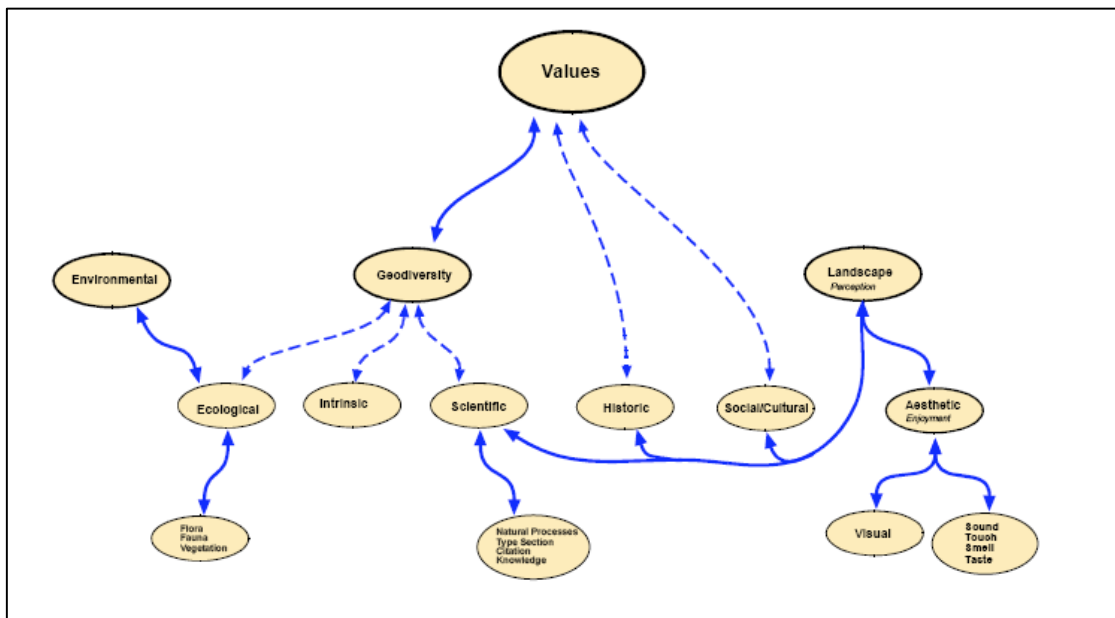 Values
Environmental
Geodiversity
Landscape
Perception
Ecological
Intrinsic
Scientific
Historic
Social/Cultural
Aesthetic
Enjoyment
Flora
Fauna
Vegetation
Natural Processes
Type Section
Citation
Knowledge
Visual
Sound
Touch
Smell
Taste